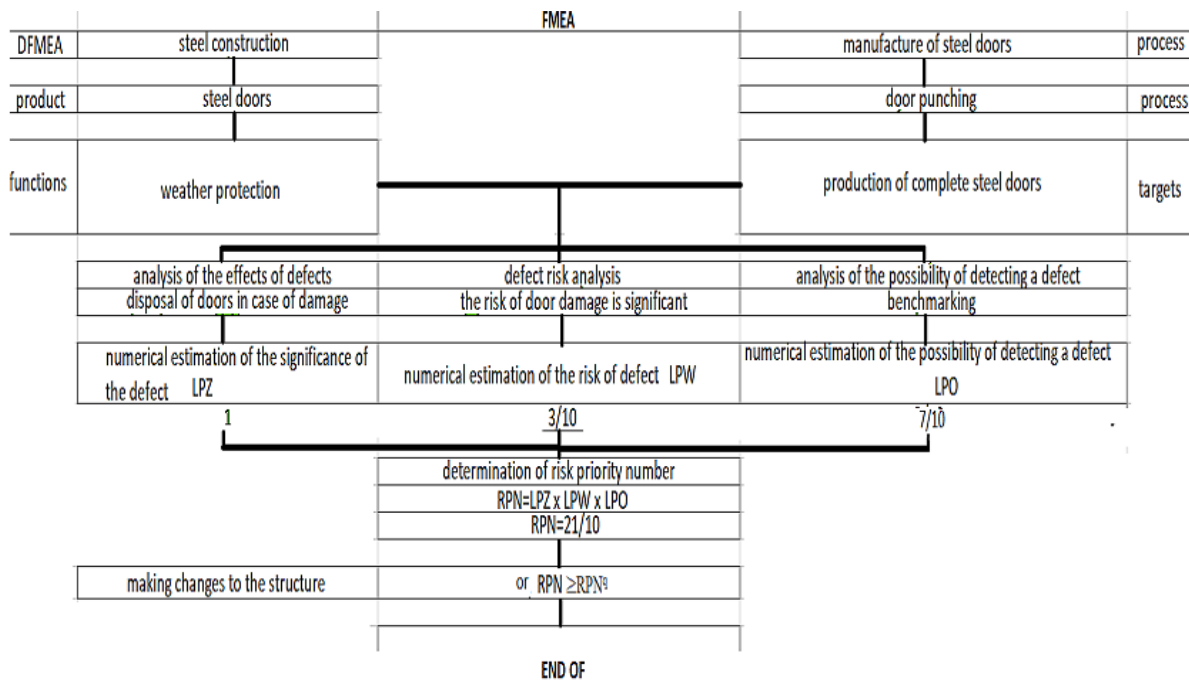 FMEA
DFMEA
steel construction
manufacture of steel doors
process
product
steel doors
door punching
process
functions
weather protection
production of complete steel doors
targets
analysis of the effects of defects
defect risk analysis
analysis of the possibility of detecting a defect
disposal of doors in case of damage
the risk of door damage is significant
benchmarking
numerical estimation of the significance of
the defect LPZ
numerical estimation of the risk of defect LPW
numerical estimation of the possibility of detecting a defect
LPO
1
3/10
7/10
determination of risk priority number
RPN=LPZ x LPW x LPO
RPN=21/10
making changes to the structure
or RPN ≥RPNq
END OF